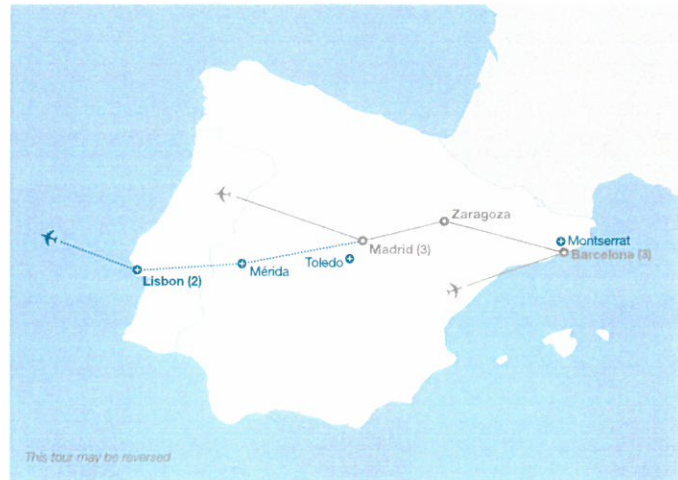 Zaragoza
Madrid (3)
Montserrat
Barcelona (3)
Toledo
Mérida
Lisbon (2)
This tour may be reversed